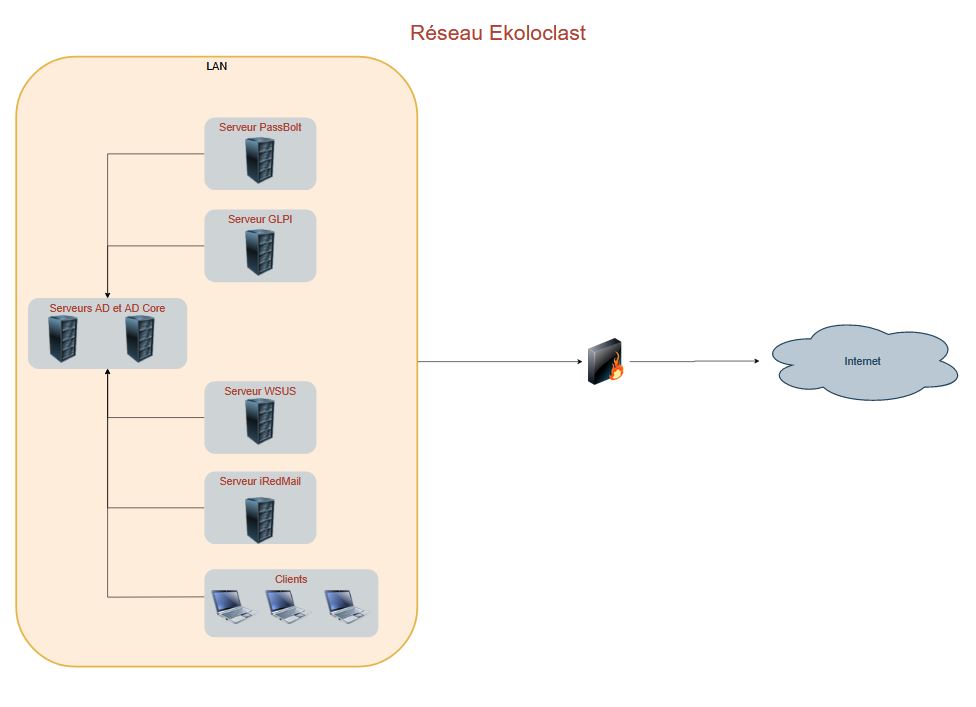 Réseau Ekoloclast
LAN
Serveur PassBolt
Serveur GLPI
Serveurs AD et AD Core
Internet
Serveur WSUS
Serveur iRedMail
Clients